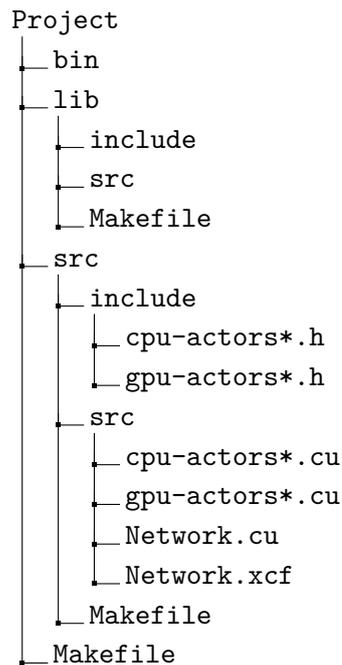 Project
bin
lib
include
src
Makefile
src
include
cpu-actors*.h
gpu-actors*.h
src
cpu-actors*.cu
gpu-actors*.cu
Network.cu
Network.xcf
Makefile
Makefile